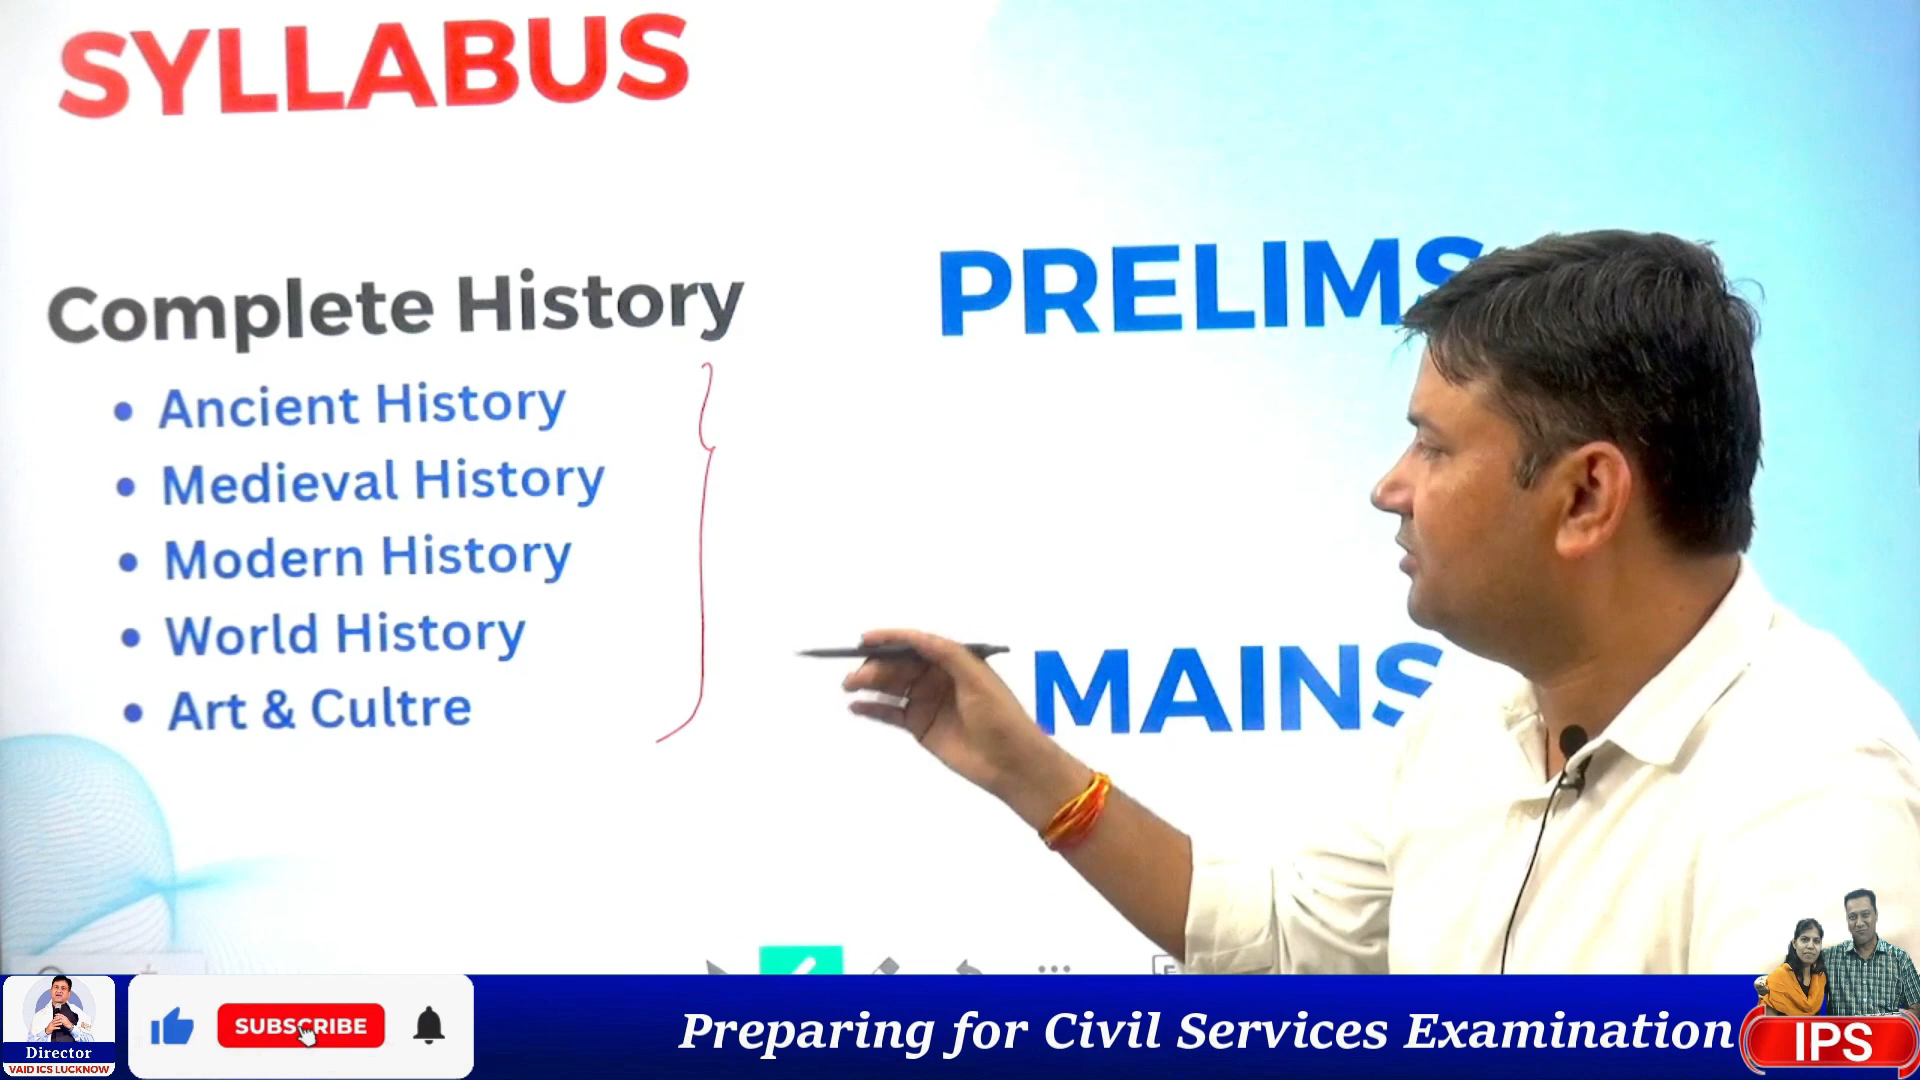 SYLLABUS
Complete History
• Ancient History
• Medieval History
• Modern History
• World History
• Art & Cultre
PRELIMS
MAINS
Director
VAID ICS LUCKNOW
SUBSCRIBE
Preparing for Civil Services Examination
IPS